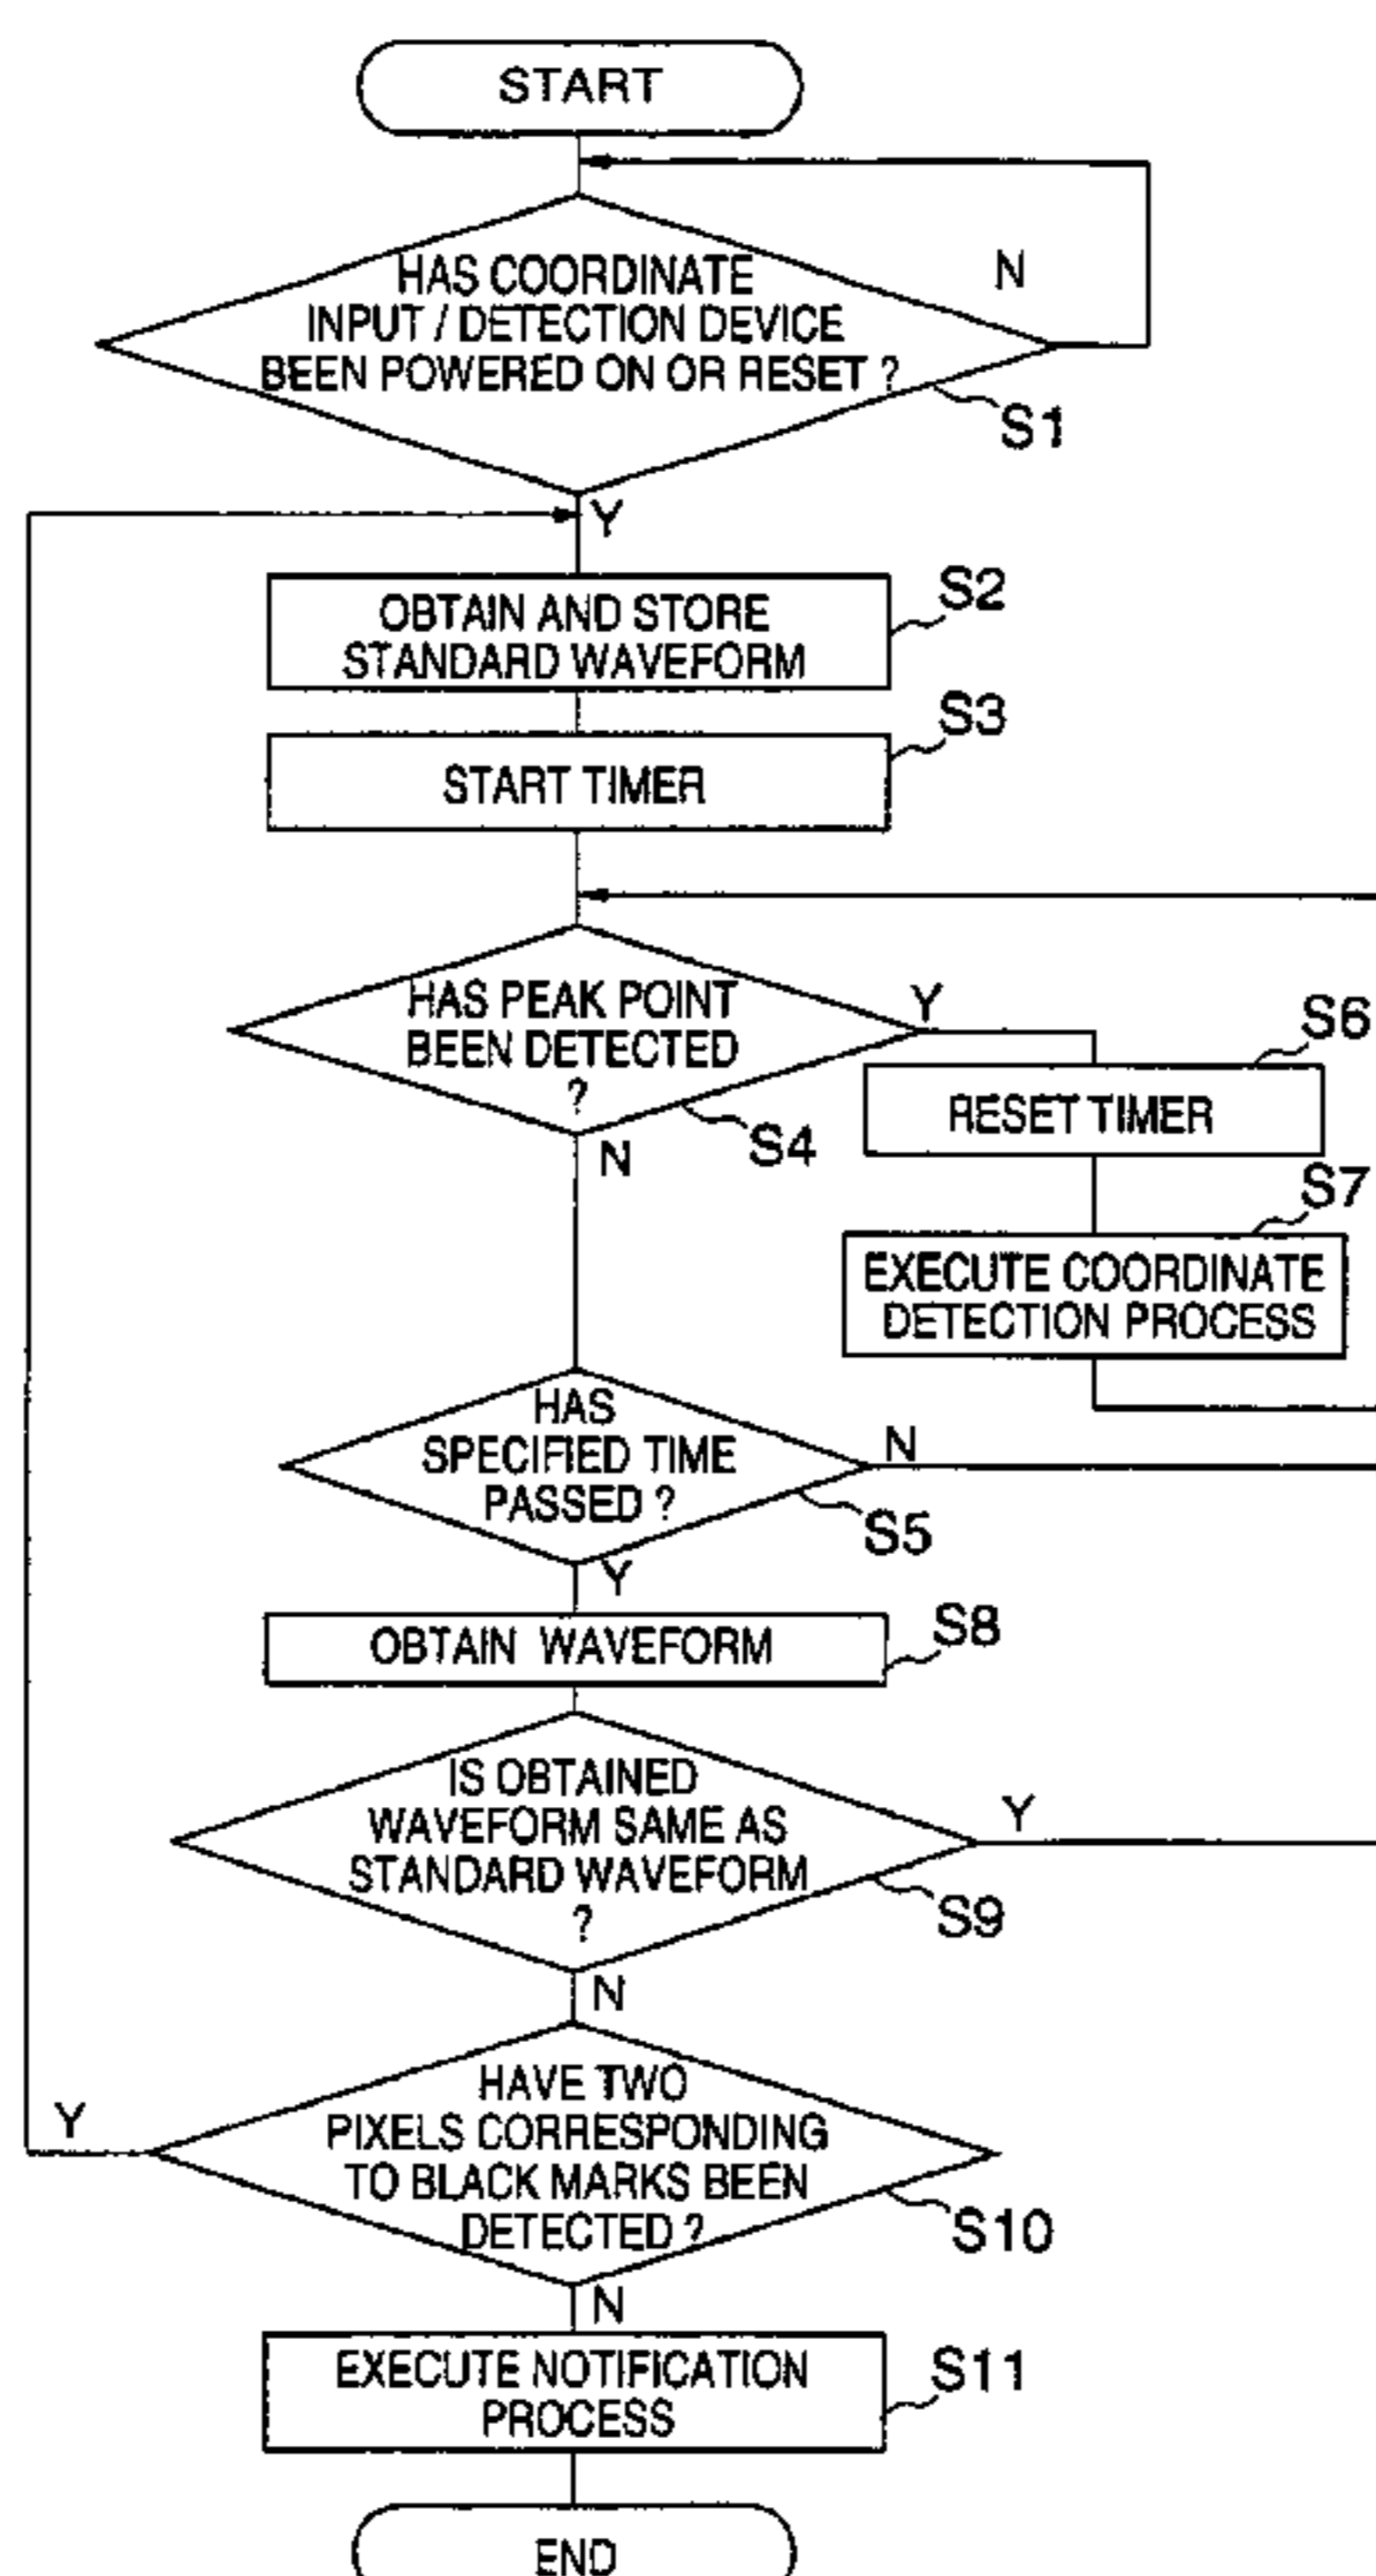 START
HAS COORDINATE
INPUT / DETECTION DEVICE
BEEN POWERED ON OR RESET ?
N
S1
Y
OBTAIN AND STORE
STANDARD WAVEFORM
S2
START TIMER
S3
HAS PEAK POINT
BEEN DETECTED
?
Y
S4
N
RESET TIMER
S6
EXECUTE COORDINATE
DETECTION PROCESS
S7
HAS
SPECIFIED TIME
PASSED ?
N
S5
Y
OBTAIN WAVEFORM
S8
IS OBTAINED
WAVEFORM SAME AS
STANDARD WAVEFORM
?
Y
S9
N
HAVE TWO
PIXELS CORRESPONDING
TO BLACK MARKS BEEN
DETECTED ?
Y
S10
N
EXECUTE NOTIFICATION
PROCESS
S11
END